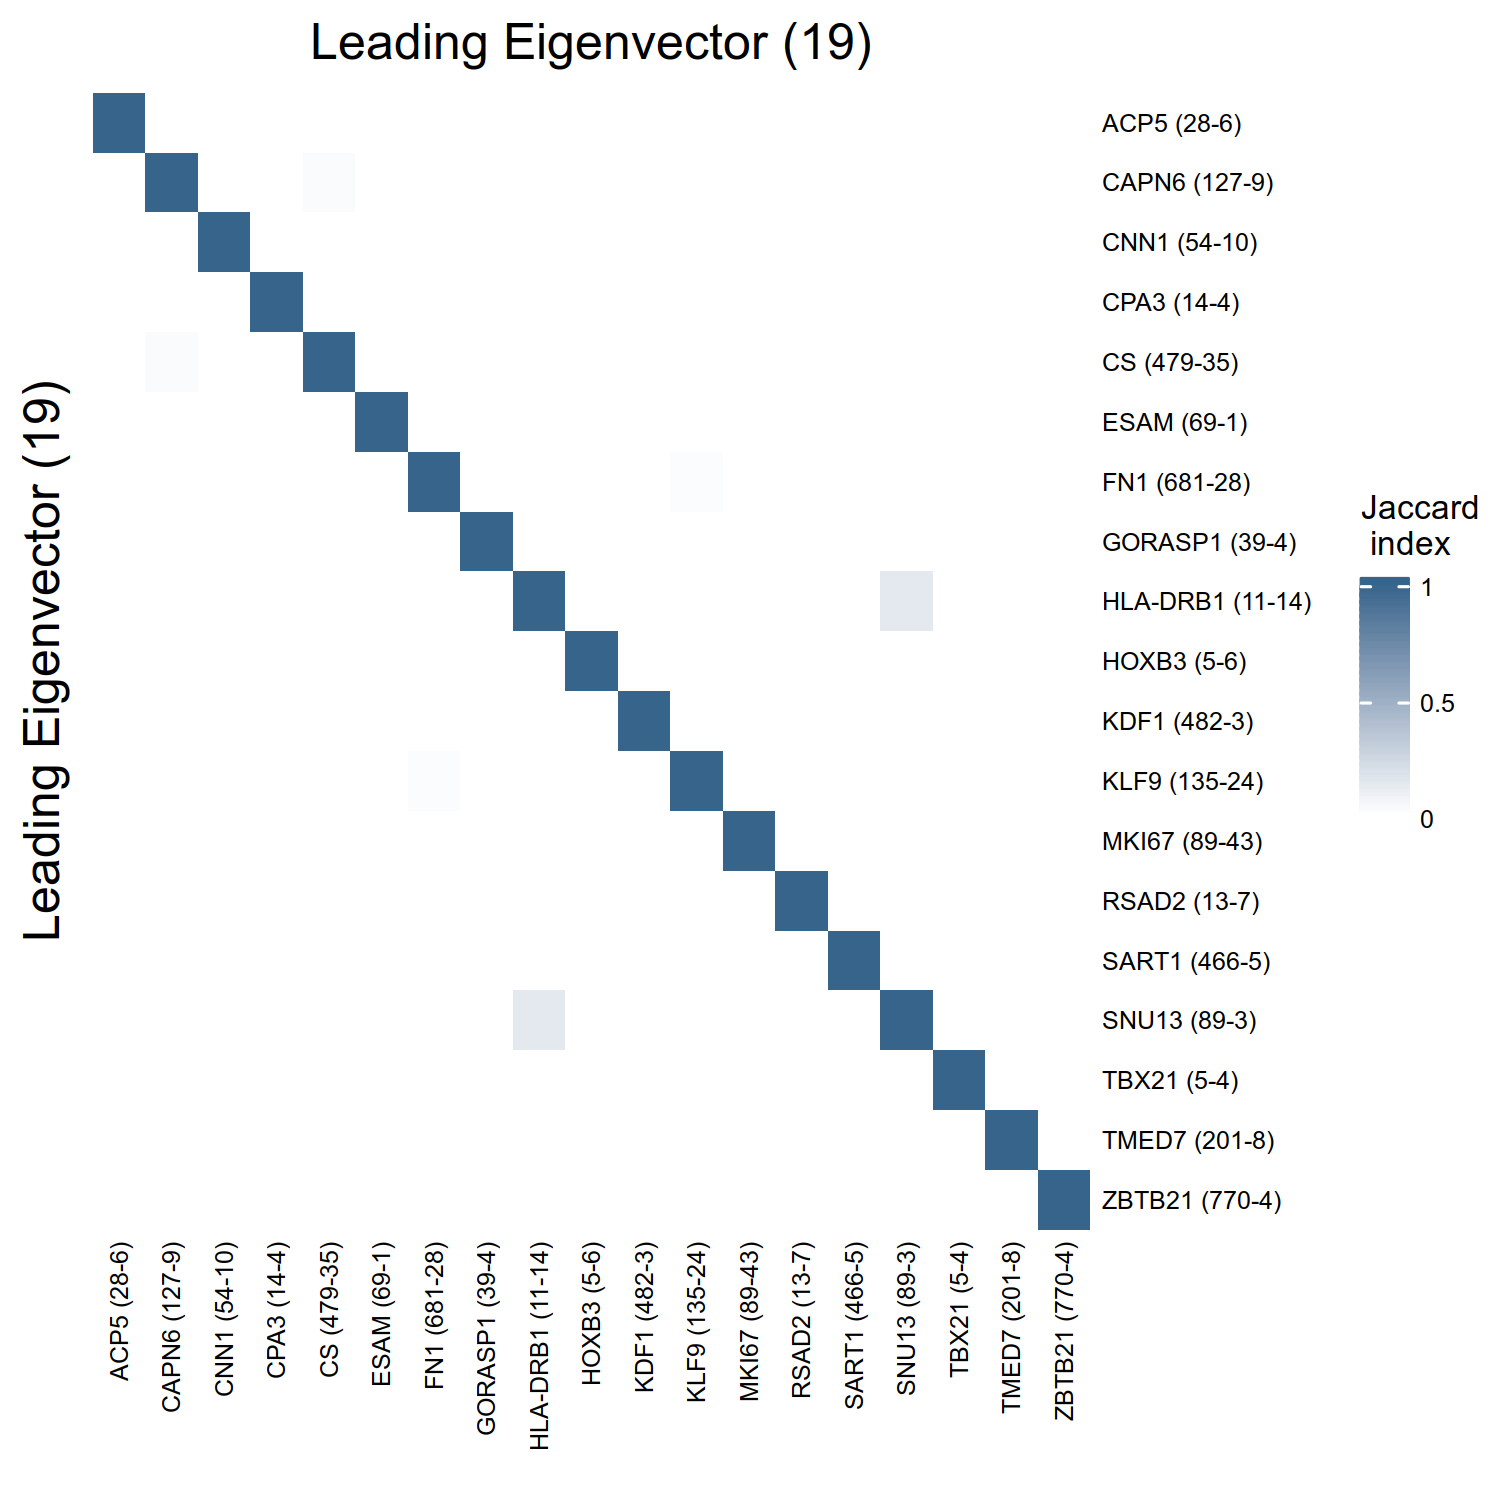 Leading Eigenvector (19)
Leading Eigenvector (19)
ACP5 (28-6)
CAPN6 (127-9)
CNN1 (54-10)
CPA3 (14-4)
CS (479-35)
ESAM (69-1)
FN1 (681-28)
GORASP1 (39-4)
HLA-DRB1 (11-14)
HOXB3 (5-6)
KDF1 (482-3)
KLF9 (135-24)
MKI67 (89-43)
RSAD2 (13-7)
SART1 (466-5)
SNU13 (89-3)
TBX21 (5-4)
TMED7 (201-8)
ZBTB21 (770-4)
Jaccard
index
1
0.5
0
ACP5 (28-6)
CAPN6 (127-9)
CNN1 (54-10)
CPA3 (14-4)
CS (479-35)
ESAM (69-1)
FN1 (681-28)
GORASP1 (39-4)
HLA-DRB1 (11-14)
HOXB3 (5-6)
KDF1 (482-3)
KLF9 (135-24)
MKI67 (89-43)
RSAD2 (13-7)
SART1 (466-5)
SNU13 (89-3)
TBX21 (5-4)
TMED7 (201-8)
ZBTB21 (770-4)